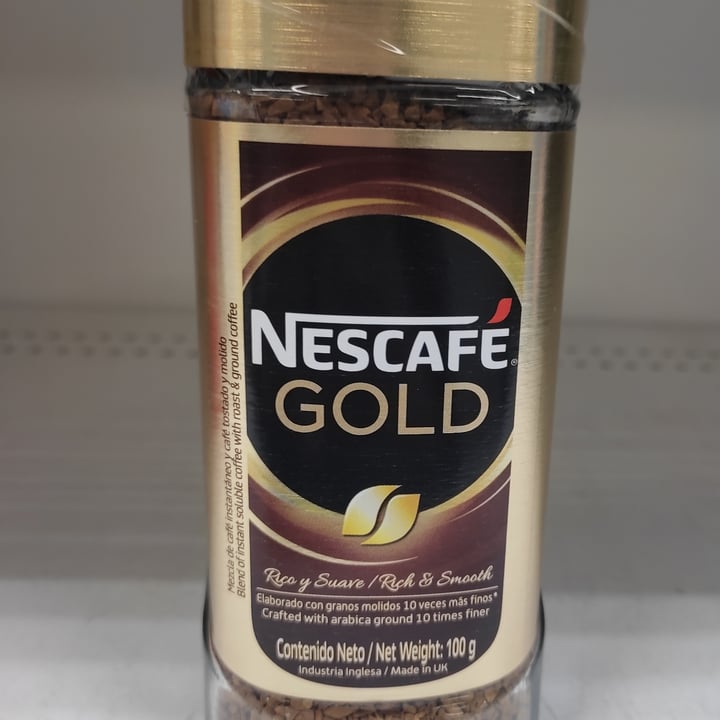 NESCAFÉ
GOLD
Rico y Suave / Rich & Smooth
Elaborado con granos molidos 10 veces más finos*
Crafted with arabica ground 10 times finer
Contenido Neto / Net Weight: 100 g
Industria Inglesa / Made in UK
Mezcla de café instantáneo y café tostado y molido
Blend of instant soluble coffee with roast & ground coffee